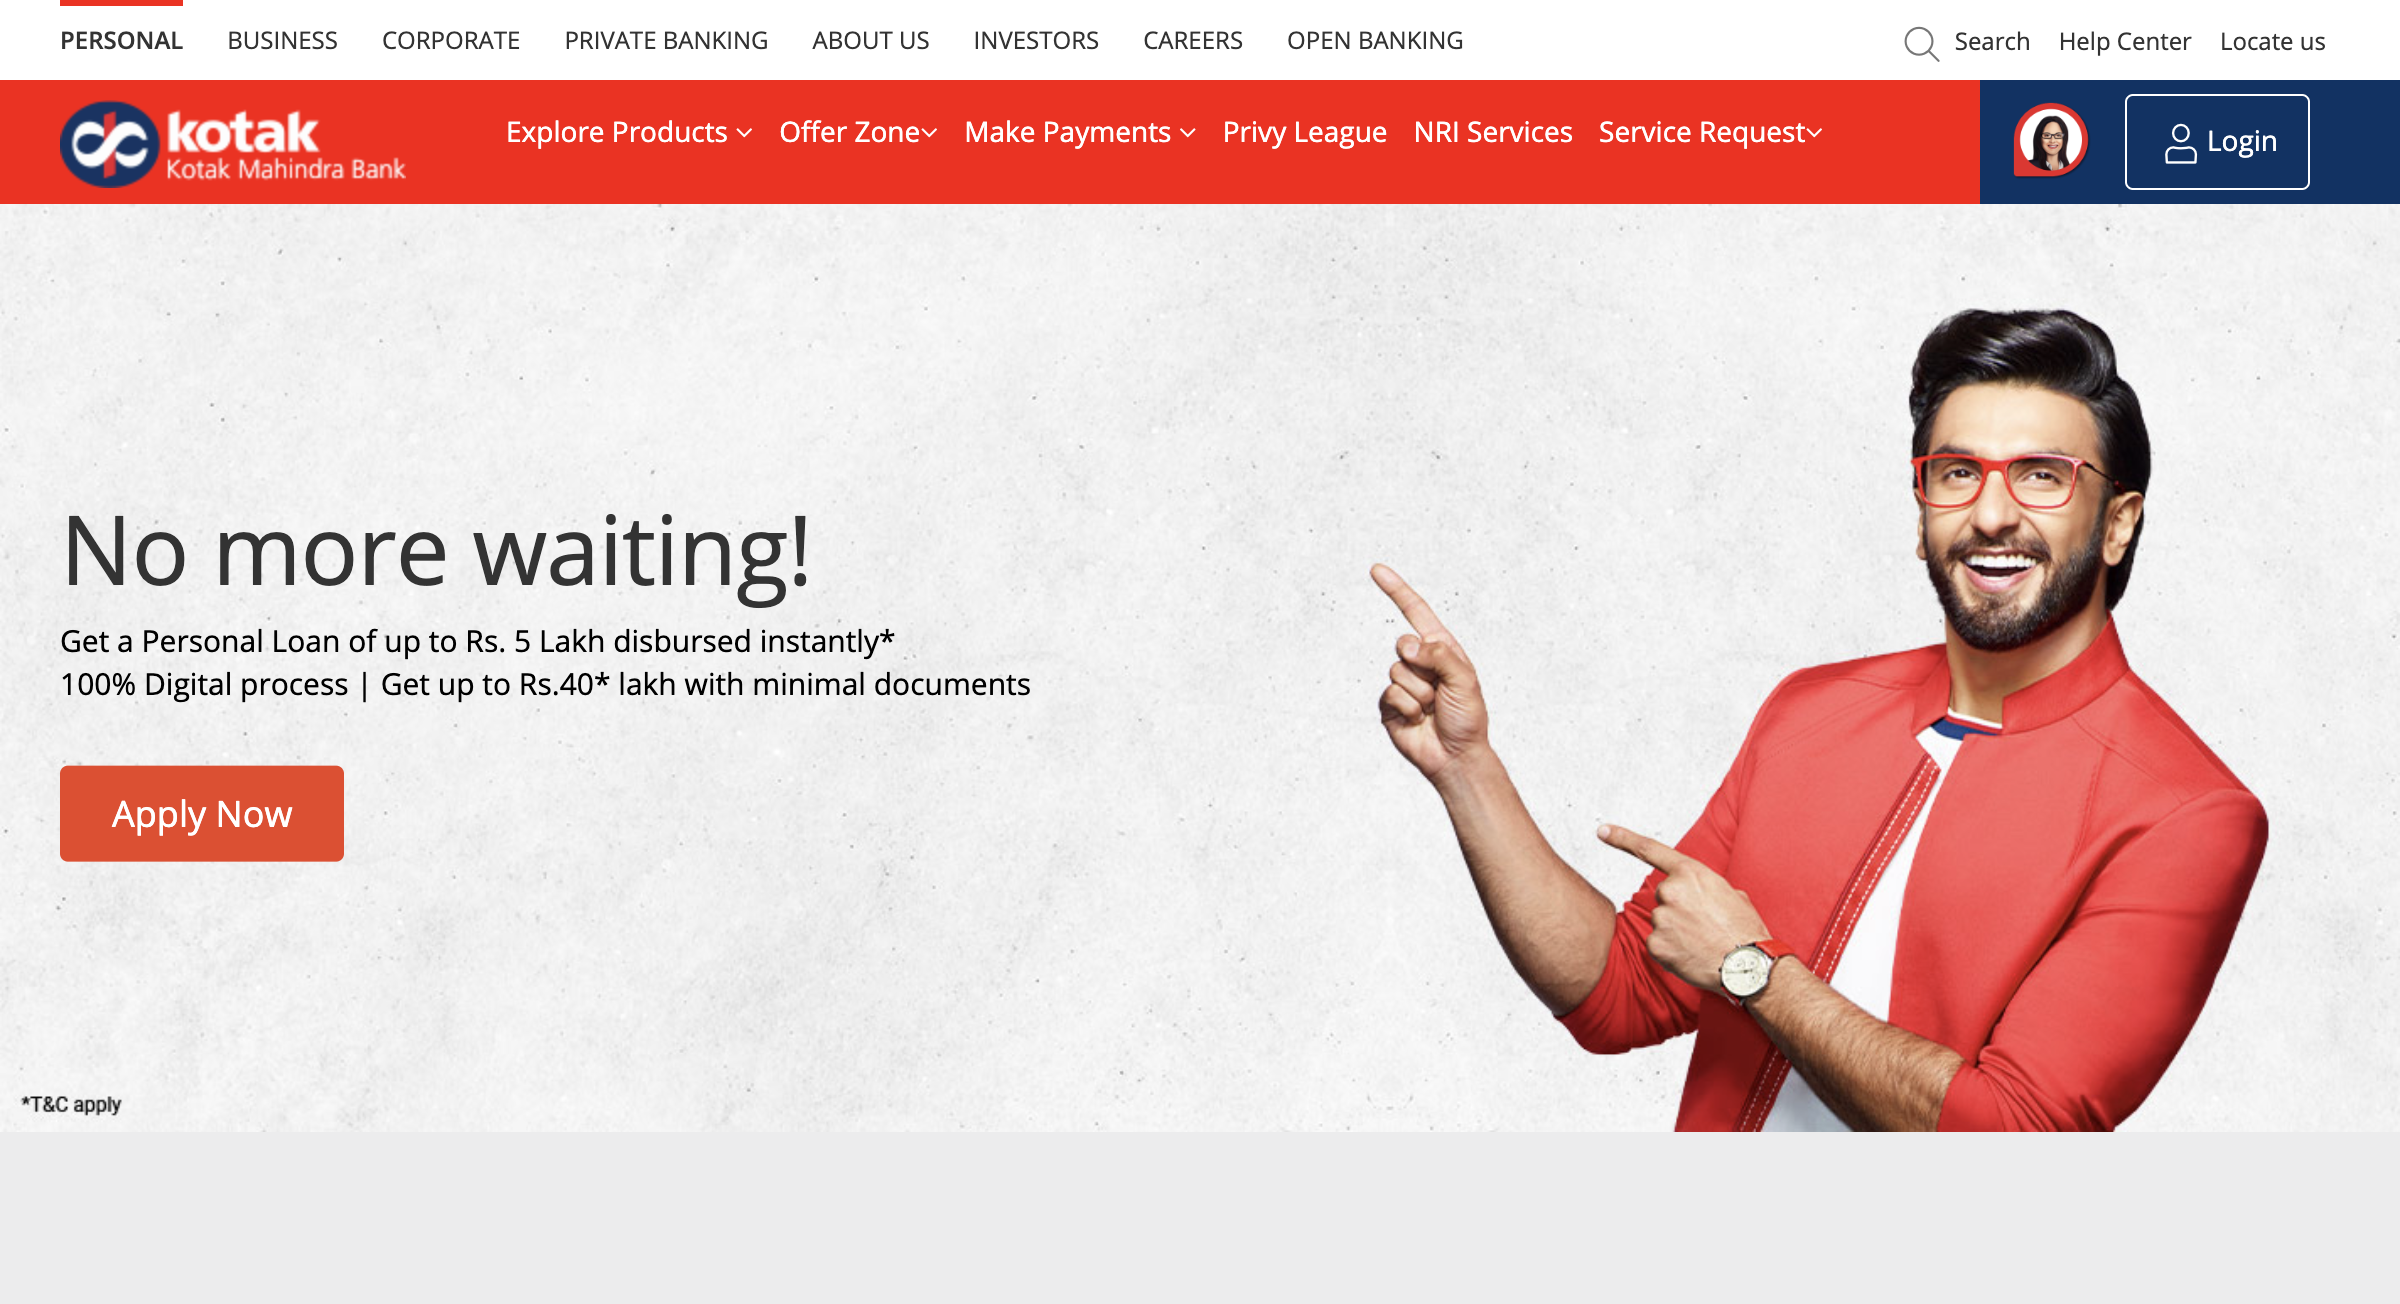 PERSONAL BUSINESS CORPORATE PRIVATE BANKING ABOUT US INVESTORS CAREERS OPEN BANKING Search Help Center Locate us
kotak
Kotak Mahindra Bank
Explore Products Offer Zone Make Payments Privy League NRI Services Service Request Login
No more waiting!
Get a Personal Loan of up to Rs. 5 Lakh disbursed instantly*
100% Digital process | Get up to Rs.40* lakh with minimal documents
Apply Now
*T&C apply